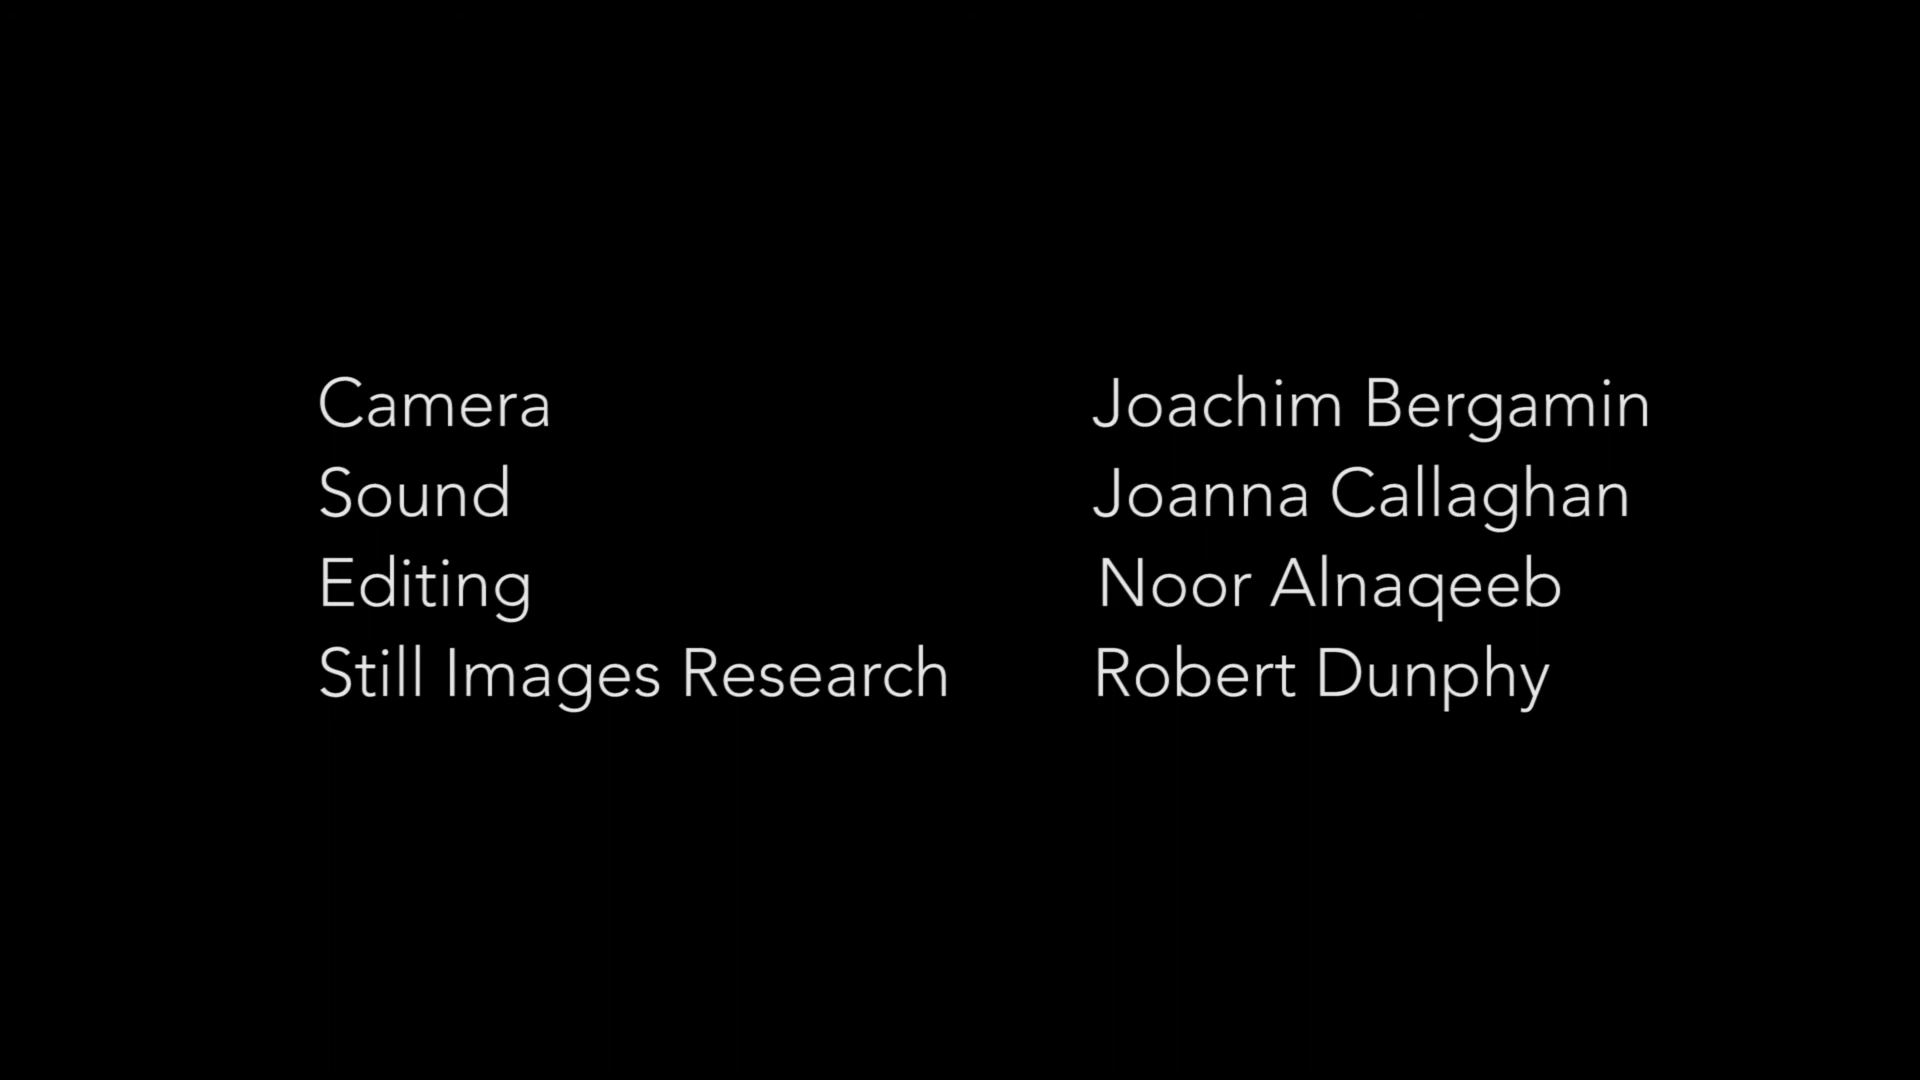 Camera Joachim Bergamin
Sound Joanna Callaghan
Editing Noor Alnaqeeb
Still Images Research Robert Dunphy